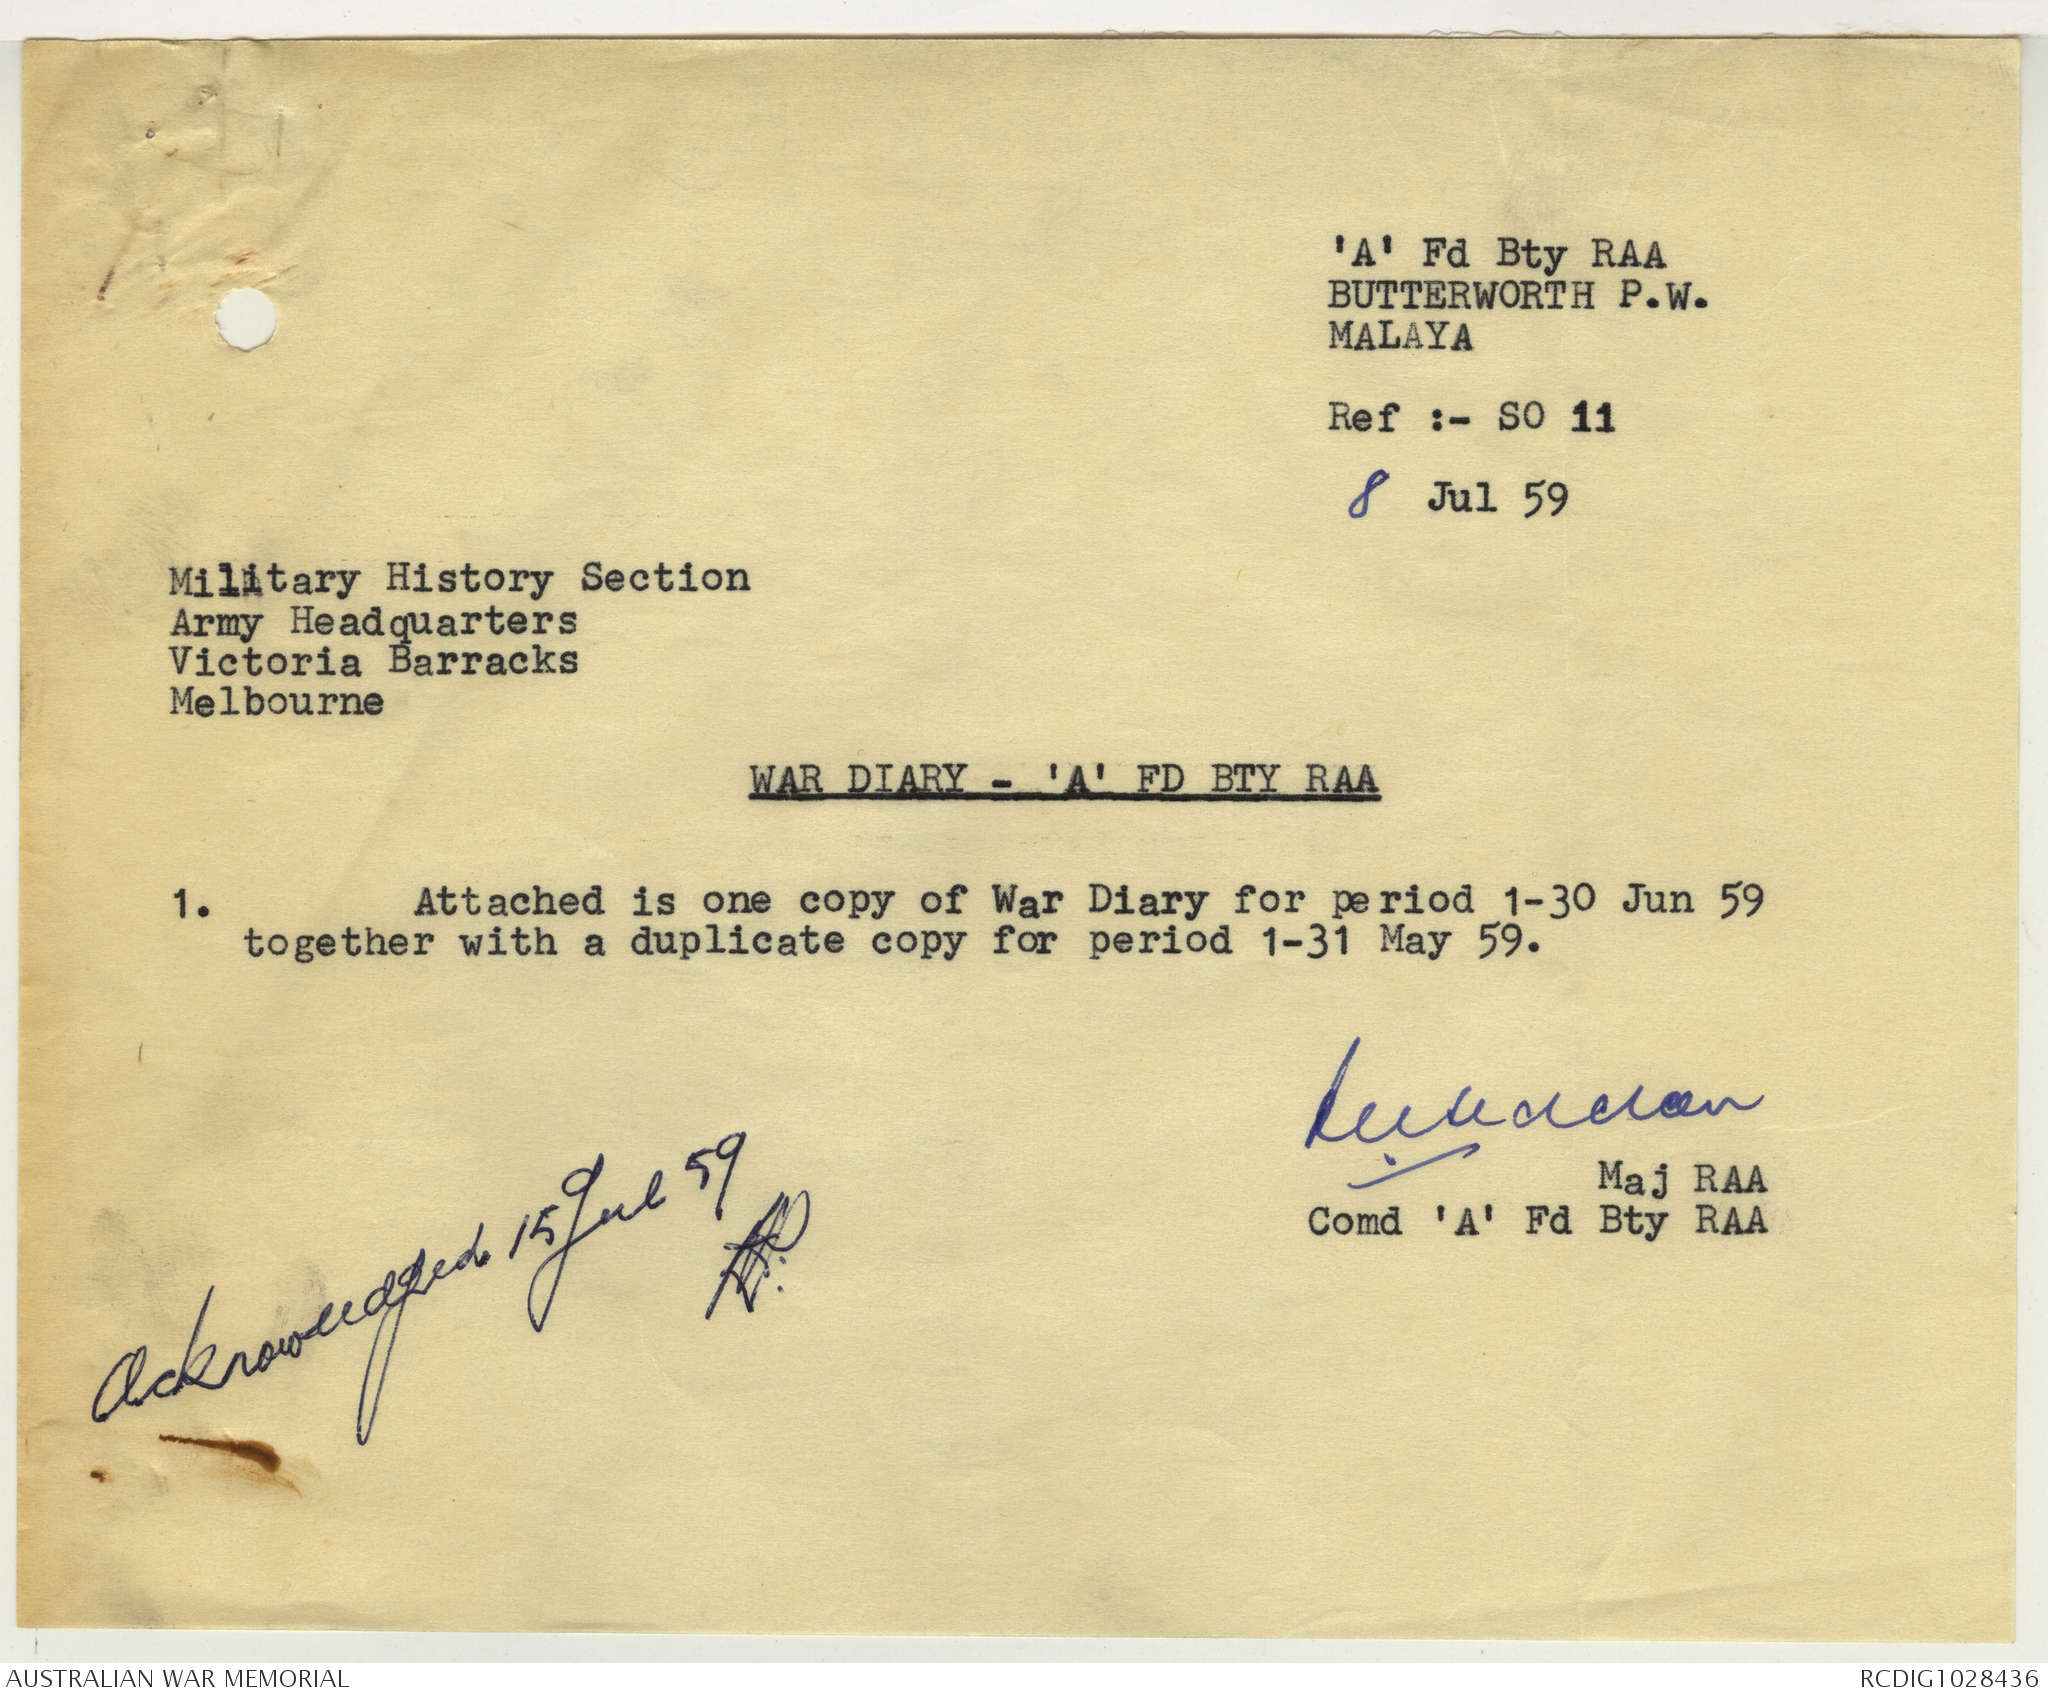 'A' Fd Bty RAA
BUTTERWORTH P.W.
MALAYA
Ref :- SO 11
8 Jul 59
Military History Section
Army Headquarters
Victoria Barracks
Melbourne
WAR DIARY - 'A' FD BTY RAA
1. Attached is one copy of War Diary for period 1-30 Jun 59
together with a duplicate copy for period 1-31 May 59.
Maj RAA
Comd 'A' Fd Bty RAA
Acknowledged 15 Jul 59
AUSTRALIAN WAR MEMORIAL
RCDIG1028436